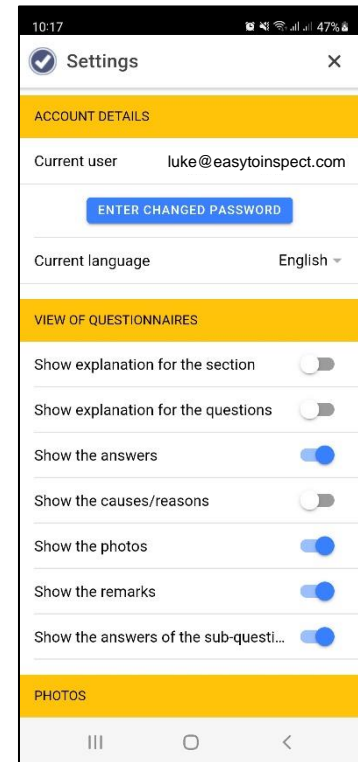 10:17 47%
Settings
ACCOUNT DETAILS
Current user luke@easytoinspect.com
ENTER CHANGED PASSWORD
Current language English
VIEW OF QUESTIONNAIRES
Show explanation for the section
Show explanation for the questions
Show the answers
Show the causes/reasons
Show the photos
Show the remarks
Show the answers of the sub-questi...
PHOTOS